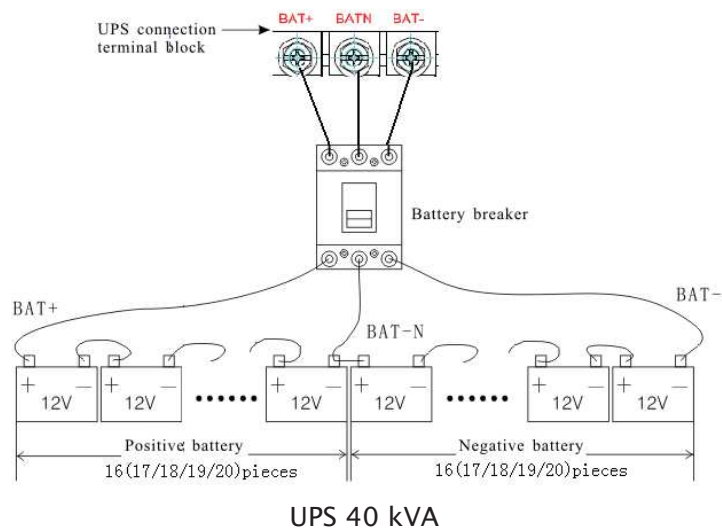 BAT+ BATN BAT-
UPS connection
terminal block
Battery breaker
BAT+
BAT-
BAT-N
+ − + − + − + − + − + −
12V 12V 12V 12V 12V 12V
Positive battery
Negative battery
16(17/18/19/20)pieces
16(17/18/19/20)pieces
UPS 40 kVA